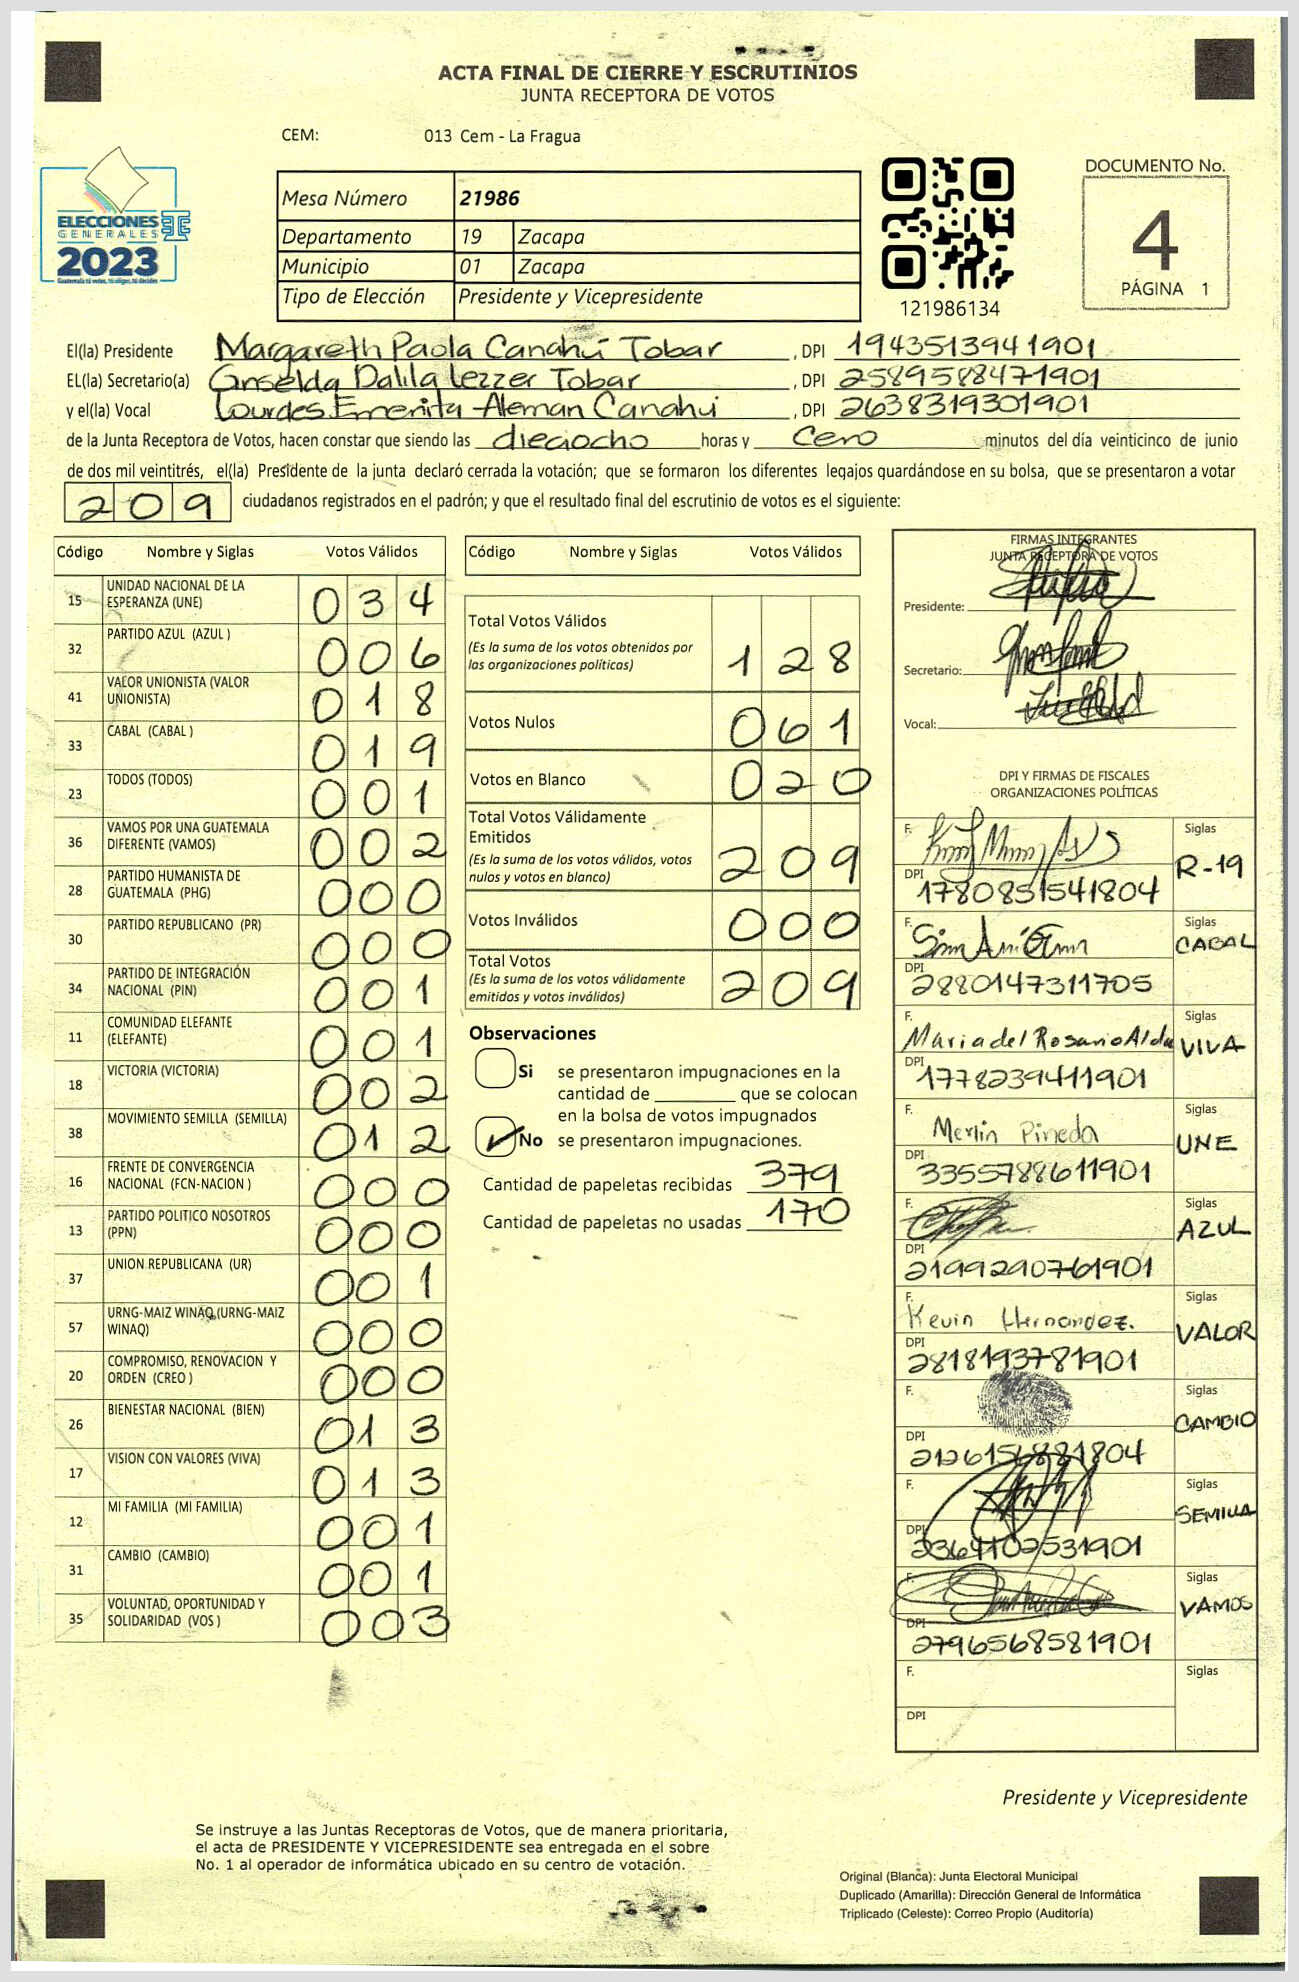 ACTA FINAL DE CIERRE Y ESCRUTINIOS
JUNTA RECEPTORA DE VOTOS
CEM: 013 Cem - La Fragua
ELECCIONES
GENERALES
2023
Guatemala tú votas, tú eliges, tú decides
Mesa Número 21986
Departamento 19 Zacapa
Municipio 01 Zacapa
Tipo de Elección Presidente y Vicepresidente
121986134
DOCUMENTO No.
4
PÁGINA 1
El(la) Presidente Margareth Paola Canahuí Tobar, DPI 1943513941901
EL(la) Secretario(a) Griselda Dalila Lezzer Tobar, DPI 2589588471901
y el(la) Vocal Lourdes Emerita Aleman Canahui, DPI 2638319301901
de la Junta Receptora de Votos, hacen constar que siendo las dieciocho horas y Cero minutos del día veinticinco de junio
de dos mil veintitrés, el(la) Presidente de la junta declaró cerrada la votación; que se formaron los diferentes legajos quardándose en su bolsa, que se presentaron a votar
209 ciudadanos registrados en el padrón; y que el resultado final del escrutinio de votos es el siguiente:
Código Nombre y Siglas Votos Válidos
15 UNIDAD NACIONAL DE LA
ESPERANZA (UNE) 034
32 PARTIDO AZUL (AZUL ) 006
41 VALOR UNIONISTA (VALOR
UNIONISTA) 018
33 CABAL (CABAL ) 019
23 TODOS (TODOS) 001
36 VAMOS POR UNA GUATEMALA
DIFERENTE (VAMOS) 002
28 PARTIDO HUMANISTA DE
GUATEMALA (PHG) 000
30 PARTIDO REPUBLICANO (PR) 000
34 PARTIDO DE INTEGRACIÓN
NACIONAL (PIN) 001
11 COMUNIDAD ELEFANTE
(ELEFANTE) 001
18 VICTORIA (VICTORIA) 002
38 MOVIMIENTO SEMILLA (SEMILLA) 012
16 FRENTE DE CONVERGENCIA
NACIONAL (FCN-NACION ) 000
13 PARTIDO POLITICO NOSOTROS
(PPN) 000
37 UNION REPUBLICANA (UR) 001
57 URNG-MAIZ WINAQ (URNG-MAIZ
WINAQ) 000
20 COMPROMISO, RENOVACION Y
ORDEN (CREO ) 000
26 BIENESTAR NACIONAL (BIEN) 013
17 VISION CON VALORES (VIVA) 013
12 MI FAMILIA (MI FAMILIA) 001
31 CAMBIO (CAMBIO) 001
35 VOLUNTAD, OPORTUNIDAD Y
SOLIDARIDAD (VOS ) 003
Código Nombre y Siglas Votos Válidos
Total Votos Válidos
(Es la suma de los votos obtenidos por
las organizaciones políticas) 128
Votos Nulos 061
Votos en Blanco 020
Total Votos Válidamente
Emitidos
(Es la suma de los votos válidos, votos
nulos y votos en blanco) 209
Votos Inválidos 000
Total Votos
(Es la suma de los votos válidamente
emitidos y votos inválidos) 209
Observaciones
Si se presentaron impugnaciones en la
cantidad de ________ que se colocan
en la bolsa de votos impugnados
No se presentaron impugnaciones.
Cantidad de papeletas recibidas 379
Cantidad de papeletas no usadas 170
FIRMAS INTEGRANTES
JUNTA RECEPTORA DE VOTOS
Presidente:
Secretario:
Vocal:
DPI Y FIRMAS DE FISCALES
ORGANIZACIONES POLÍTICAS
F. Siglas
DPI 1780851541804 R-19
F. Siglas
DPI 2880147311705 CABAL
F. Maria del Rosario Alda Siglas
DPI 1778239411901 VIVA
F. Merlin Pineda Siglas
DPI 3355788611901 UNE
F. Siglas
DPI 2199290761901 AZUL
F. Kevin Hernandez. Siglas
DPI 2818193781901 VALOR
F. Siglas
DPI 2126156881804 CAMBIO
F. Siglas
DPI 23641102531901 SEMILLA
F. Siglas
DPI 2796568581901 VAMOS
F. Siglas
DPI
Presidente y Vicepresidente
Se instruye a las Juntas Receptoras de Votos, que de manera prioritaria,
el acta de PRESIDENTE Y VICEPRESIDENTE sea entregada en el sobre
No. 1 al operador de informática ubicado en su centro de votación.
Original (Blanca): Junta Electoral Municipal
Duplicado (Amarilla): Dirección General de Informática
Triplicado (Celeste): Correo Propio (Auditoría)